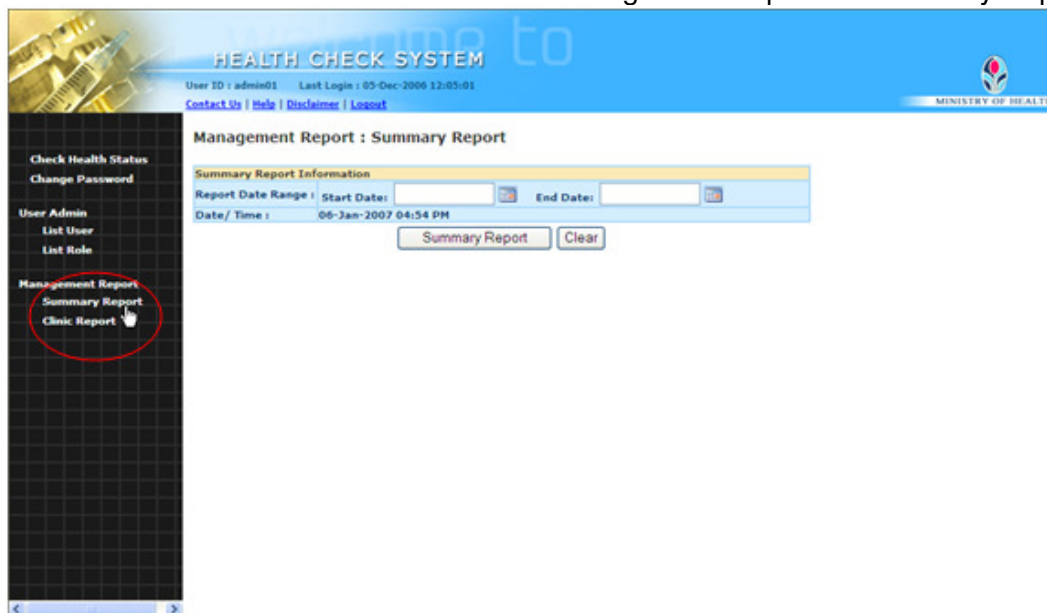 welcome to
HEALTH CHECK SYSTEM
User ID : admin01 Last Login : 05-Dec-2006 12:05:01
Contact Us | Help | Disclaimer | Logout
MINISTRY OF HEALT
Check Health Status
Change Password
User Admin
List User
List Role
Management Report
Summary Report
Clinic Report
Management Report : Summary Report
Summary Report Information
Report Date Range : Start Date: End Date:
Date/ Time : 06-Jan-2007 04:54 PM
Summary Report Clear